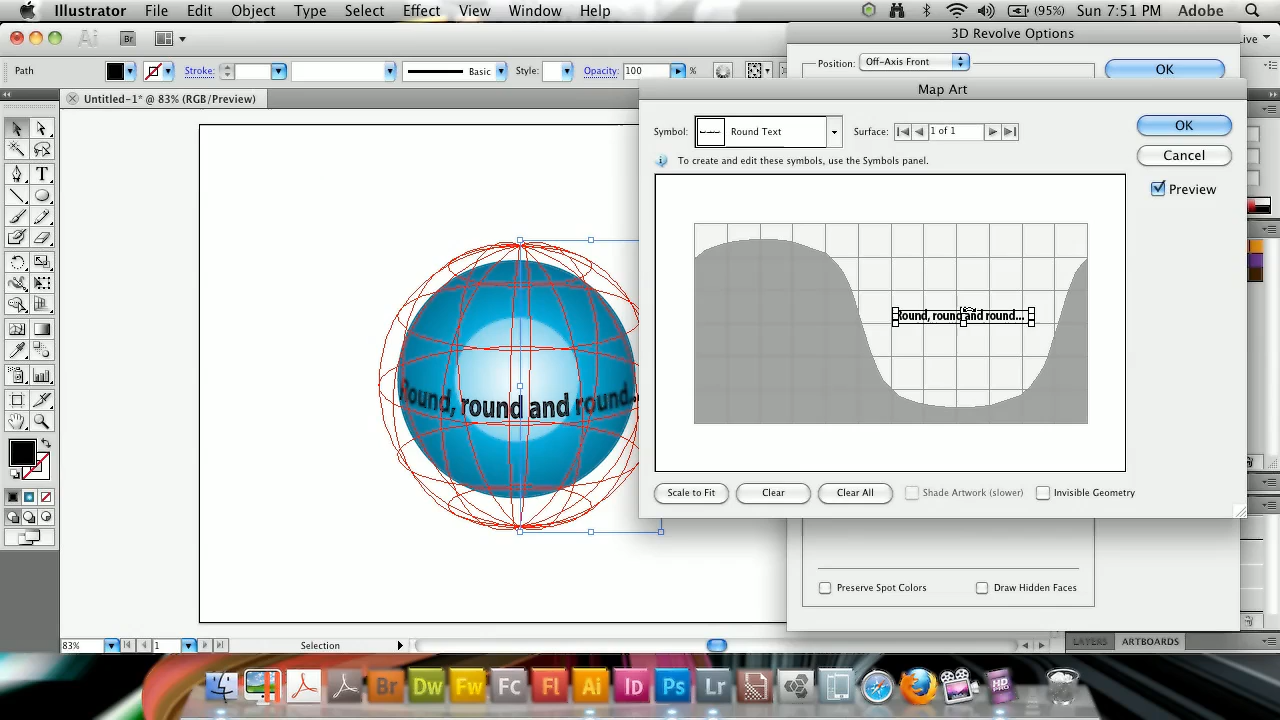 Illustrator File Edit Object Type Select Effect View Window Help (95%) Sun 7:51 PM Adobe
Ai Br Live
3D Revolve Options
Path Stroke: Basic Style: Opacity: 100 %
Position: Off-Axis Front OK
Untitled-1* @ 83% (RGB/Preview)
Map Art
Symbol: Round Text Surface: 1 of 1 OK
To create and edit these symbols, use the Symbols panel. Cancel
Preview
T
Round, round and round...
Round, round and round...
Scale to Fit Clear Clear All Shade Artwork (slower) Invisible Geometry
Preserve Spot Colors Draw Hidden Faces
83% 1 Selection LAYERS ARTBOARDS
Br Dw Fw FC Fl Ai Id Ps Lr HD